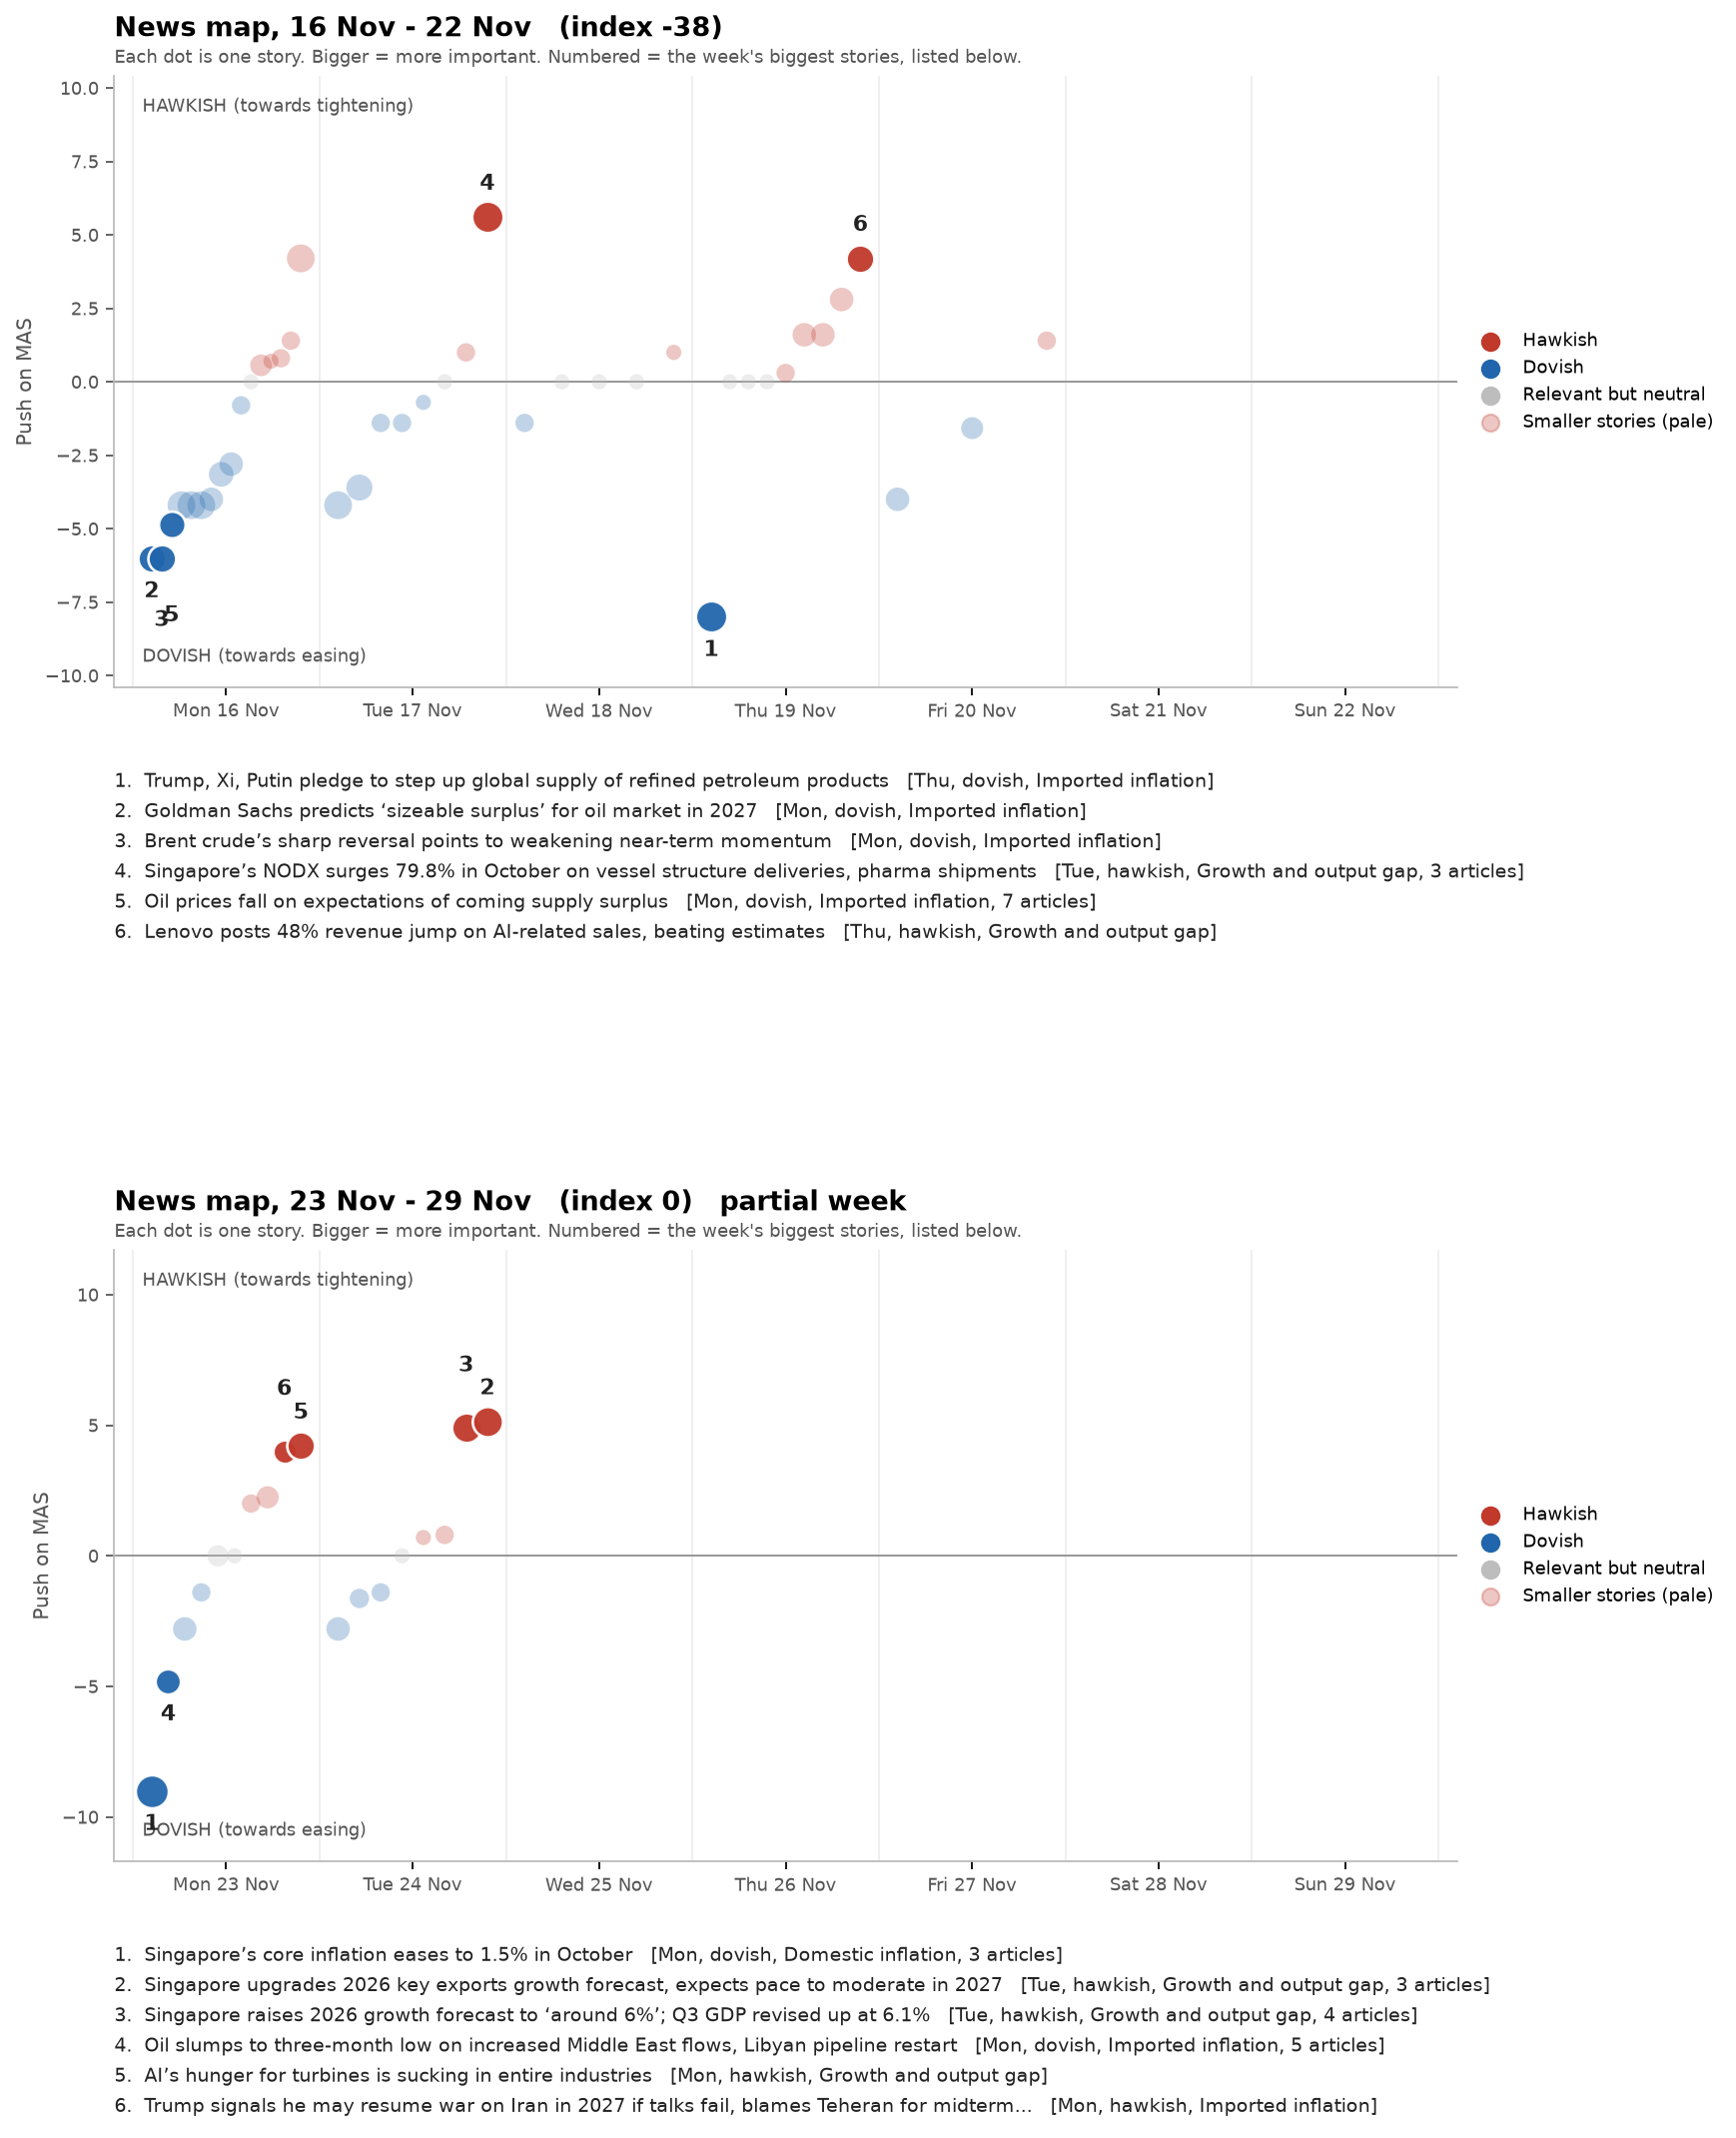 News map, 16 Nov - 22 Nov   (index -38)
Each dot is one story. Bigger = more important. Numbered = the week's biggest stories, listed below.
10.0
HAWKISH (towards tightening)
7.5
4
6
5.0
2.5
Hawkish
Dovish
Relevant but neutral
Smaller stories (pale)
0.0
Push on MAS
−2.5
−5.0
2
−7.5
3
5
1
DOVISH (towards easing)
−10.0
Mon 16 Nov
Tue 17 Nov
Wed 18 Nov
Thu 19 Nov
Fri 20 Nov
Sat 21 Nov
Sun 22 Nov
1. Trump, Xi, Putin pledge to step up global supply of refined petroleum products   [Thu, dovish, Imported inflation]
2. Goldman Sachs predicts ‘sizeable surplus’ for oil market in 2027   [Mon, dovish, Imported inflation]
3. Brent crude’s sharp reversal points to weakening near-term momentum   [Mon, dovish, Imported inflation]
4. Singapore’s NODX surges 79.8% in October on vessel structure deliveries, pharma shipments   [Tue, hawkish, Growth and output gap, 3 articles]
5. Oil prices fall on expectations of coming supply surplus   [Mon, dovish, Imported inflation, 7 articles]
6. Lenovo posts 48% revenue jump on AI-related sales, beating estimates   [Thu, hawkish, Growth and output gap]
News map, 23 Nov - 29 Nov   (index 0)   partial week
Each dot is one story. Bigger = more important. Numbered = the week's biggest stories, listed below.
HAWKISH (towards tightening)
10
3
6
2
5
5
Hawkish
Dovish
Relevant but neutral
Smaller stories (pale)
0
Push on MAS
−5
4
−10
1
DOVISH (towards easing)
Mon 23 Nov
Tue 24 Nov
Wed 25 Nov
Thu 26 Nov
Fri 27 Nov
Sat 28 Nov
Sun 29 Nov
1. Singapore’s core inflation eases to 1.5% in October   [Mon, dovish, Domestic inflation, 3 articles]
2. Singapore upgrades 2026 key exports growth forecast, expects pace to moderate in 2027   [Tue, hawkish, Growth and output gap, 3 articles]
3. Singapore raises 2026 growth forecast to ‘around 6%’; Q3 GDP revised up at 6.1%   [Tue, hawkish, Growth and output gap, 4 articles]
4. Oil slumps to three-month low on increased Middle East flows, Libyan pipeline restart   [Mon, dovish, Imported inflation, 5 articles]
5. AI’s hunger for turbines is sucking in entire industries   [Mon, hawkish, Growth and output gap]
6. Trump signals he may resume war on Iran in 2027 if talks fail, blames Teheran for midterm...   [Mon, hawkish, Imported inflation]